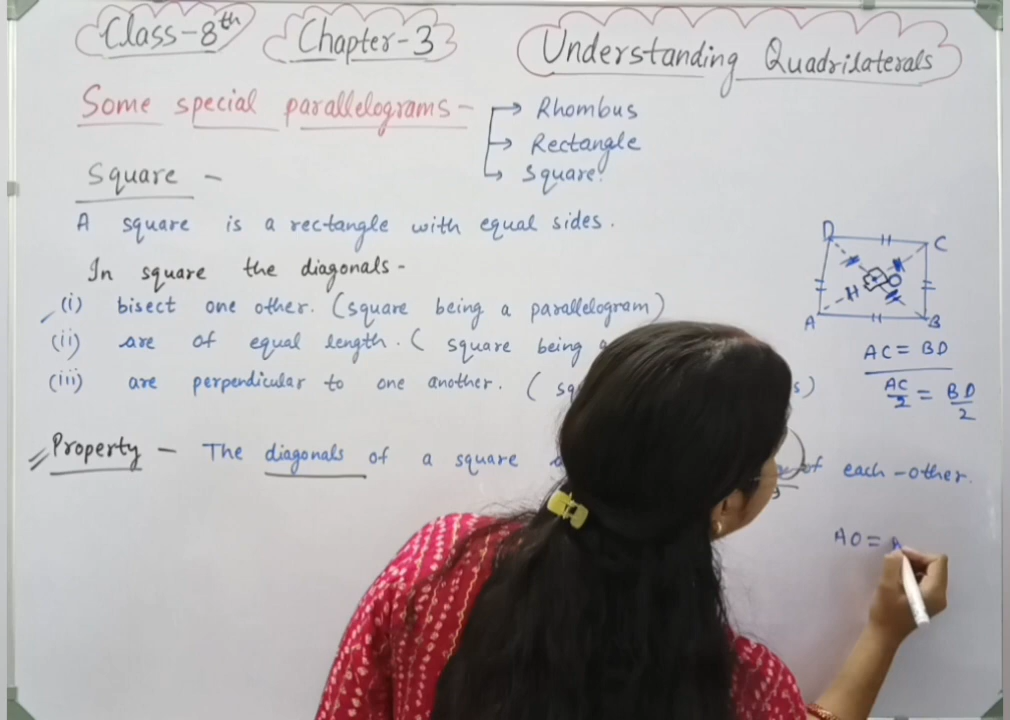 Class-8th Chapter-3 Understanding Quadrilaterals
Some special parallelograms - → Rhombus
→ Rectangle
→ Square.
Square -
A square is a rectangle with equal sides.
In square the diagonals -
(i) bisect one other. (square being a parallelogram)
(ii) are of equal length. ( square being
(iii) are perpendicular to one another. (
D C
O
A B
AC = BD
AC/2 = BD/2
Property - The diagonals of a square of each-other.
AO =